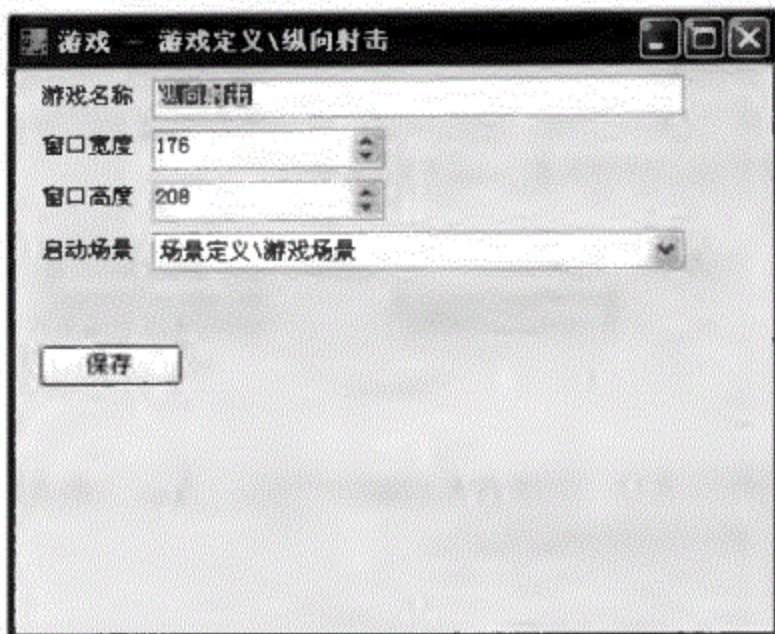 游戏 — 游戏定义\纵向射击
游戏名称
窗口宽度 176
窗口高度 208
启动场景 场景定义\游戏场景
保存